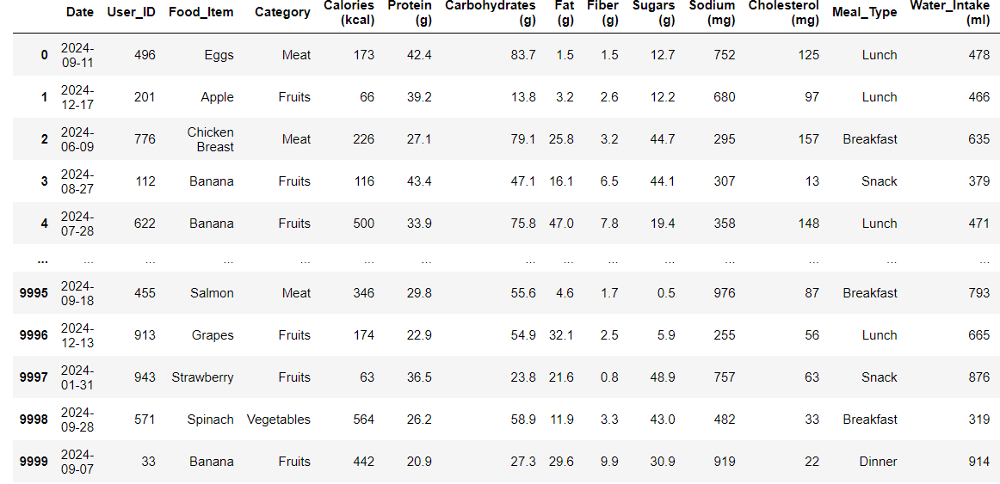 Date User_ID Food_Item Category Calories (kcal) Protein (g) Carbohydrates (g) Fat (g) Fiber (g) Sugars (g) Sodium (mg) Cholesterol (mg) Meal_Type Water_Intake (ml)
0 2024-09-11 496 Eggs Meat 173 42.4 83.7 1.5 1.5 12.7 752 125 Lunch 478
1 2024-12-17 201 Apple Fruits 66 39.2 13.8 3.2 2.6 12.2 680 97 Lunch 466
2 2024-06-09 776 Chicken Breast Meat 226 27.1 79.1 25.8 3.2 44.7 295 157 Breakfast 635
3 2024-08-27 112 Banana Fruits 116 43.4 47.1 16.1 6.5 44.1 307 13 Snack 379
4 2024-07-28 622 Banana Fruits 500 33.9 75.8 47.0 7.8 19.4 358 148 Lunch 471
... ... ... ... ... ... ... ... ... ... ... ... ... ... ...
9995 2024-09-18 455 Salmon Meat 346 29.8 55.6 4.6 1.7 0.5 976 87 Breakfast 793
9996 2024-12-13 913 Grapes Fruits 174 22.9 54.9 32.1 2.5 5.9 255 56 Lunch 665
9997 2024-01-31 943 Strawberry Fruits 63 36.5 23.8 21.6 0.8 48.9 757 63 Snack 876
9998 2024-09-28 571 Spinach Vegetables 564 26.2 58.9 11.9 3.3 43.0 482 33 Breakfast 319
9999 2024-09-07 33 Banana Fruits 442 20.9 27.3 29.6 9.9 30.9 919 22 Dinner 914